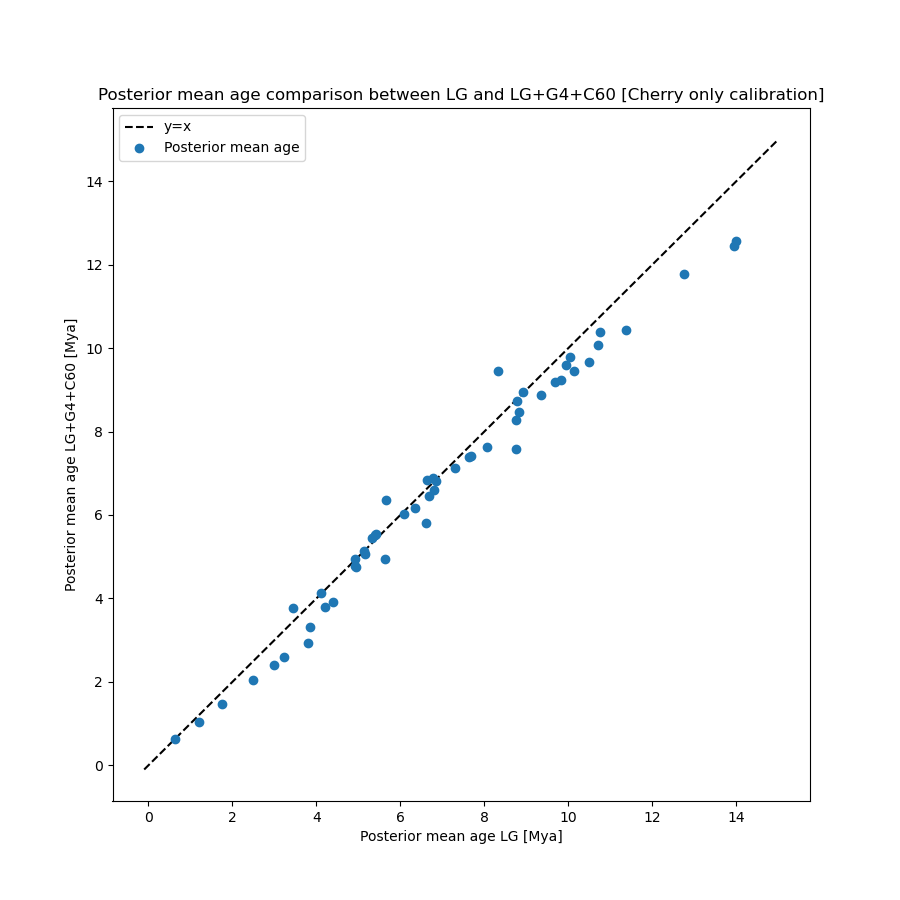 Posterior mean age comparison between LG and LG+G4+C60 [Cherry only calibration]
y=x
Posterior mean age
14
12
10
8
6
4
2
0
Posterior mean age LG+G4+C60 [Mya]
0 2 4 6 8 10 12 14
Posterior mean age LG [Mya]